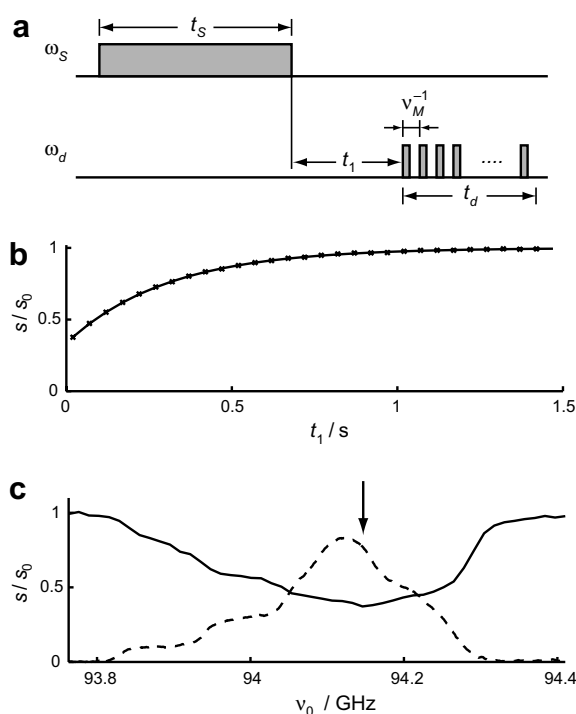 a
t_S
ω_S
ν_M^−1
ω_d
t_1
....
t_d
b
1
0.5
0
s / s_0
0 0.5 1 1.5
t_1 / s
c
1
0.5
0
s / s_0
93.8 94 94.2 94.4
ν_0 / GHz